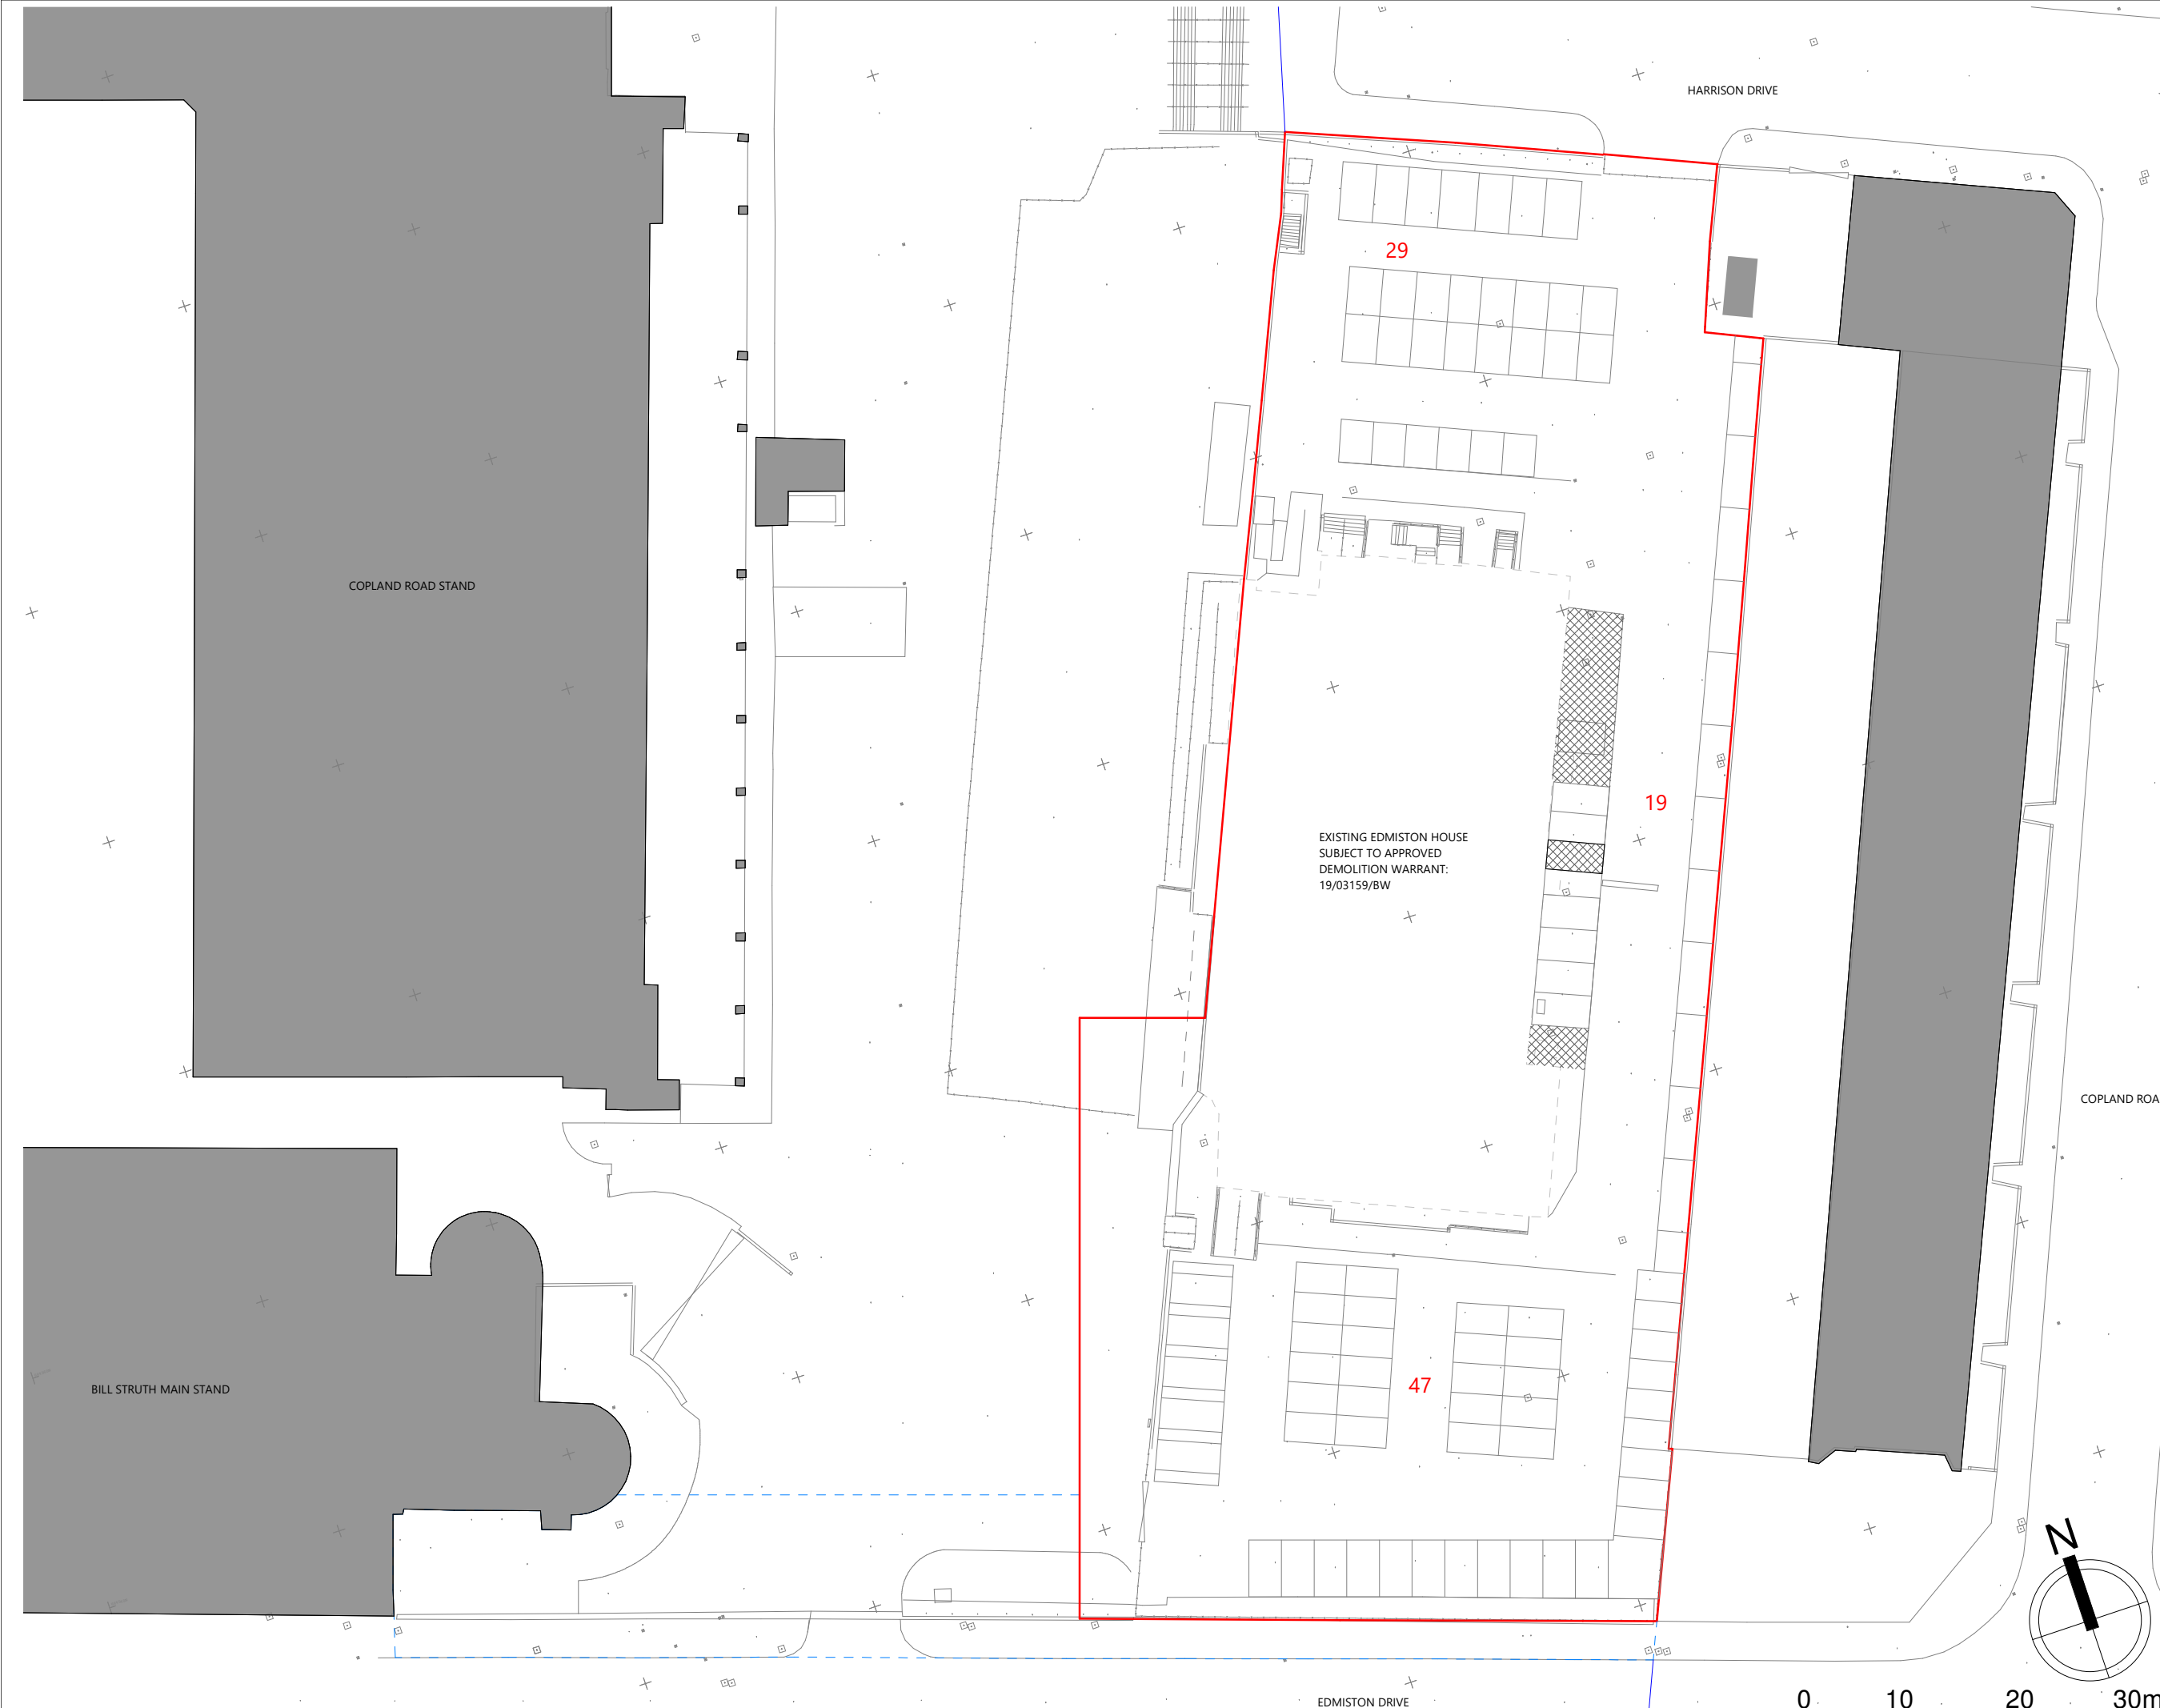 HARRISON DRIVE
29
COPLAND ROAD STAND
19
EXISTING EDMISTON HOUSE
SUBJECT TO APPROVED
DEMOLITION WARRANT:
19/03159/BW
COPLAND ROA
BILL STRUTH MAIN STAND
47
N
0 10 20 30m
EDMISTON DRIVE